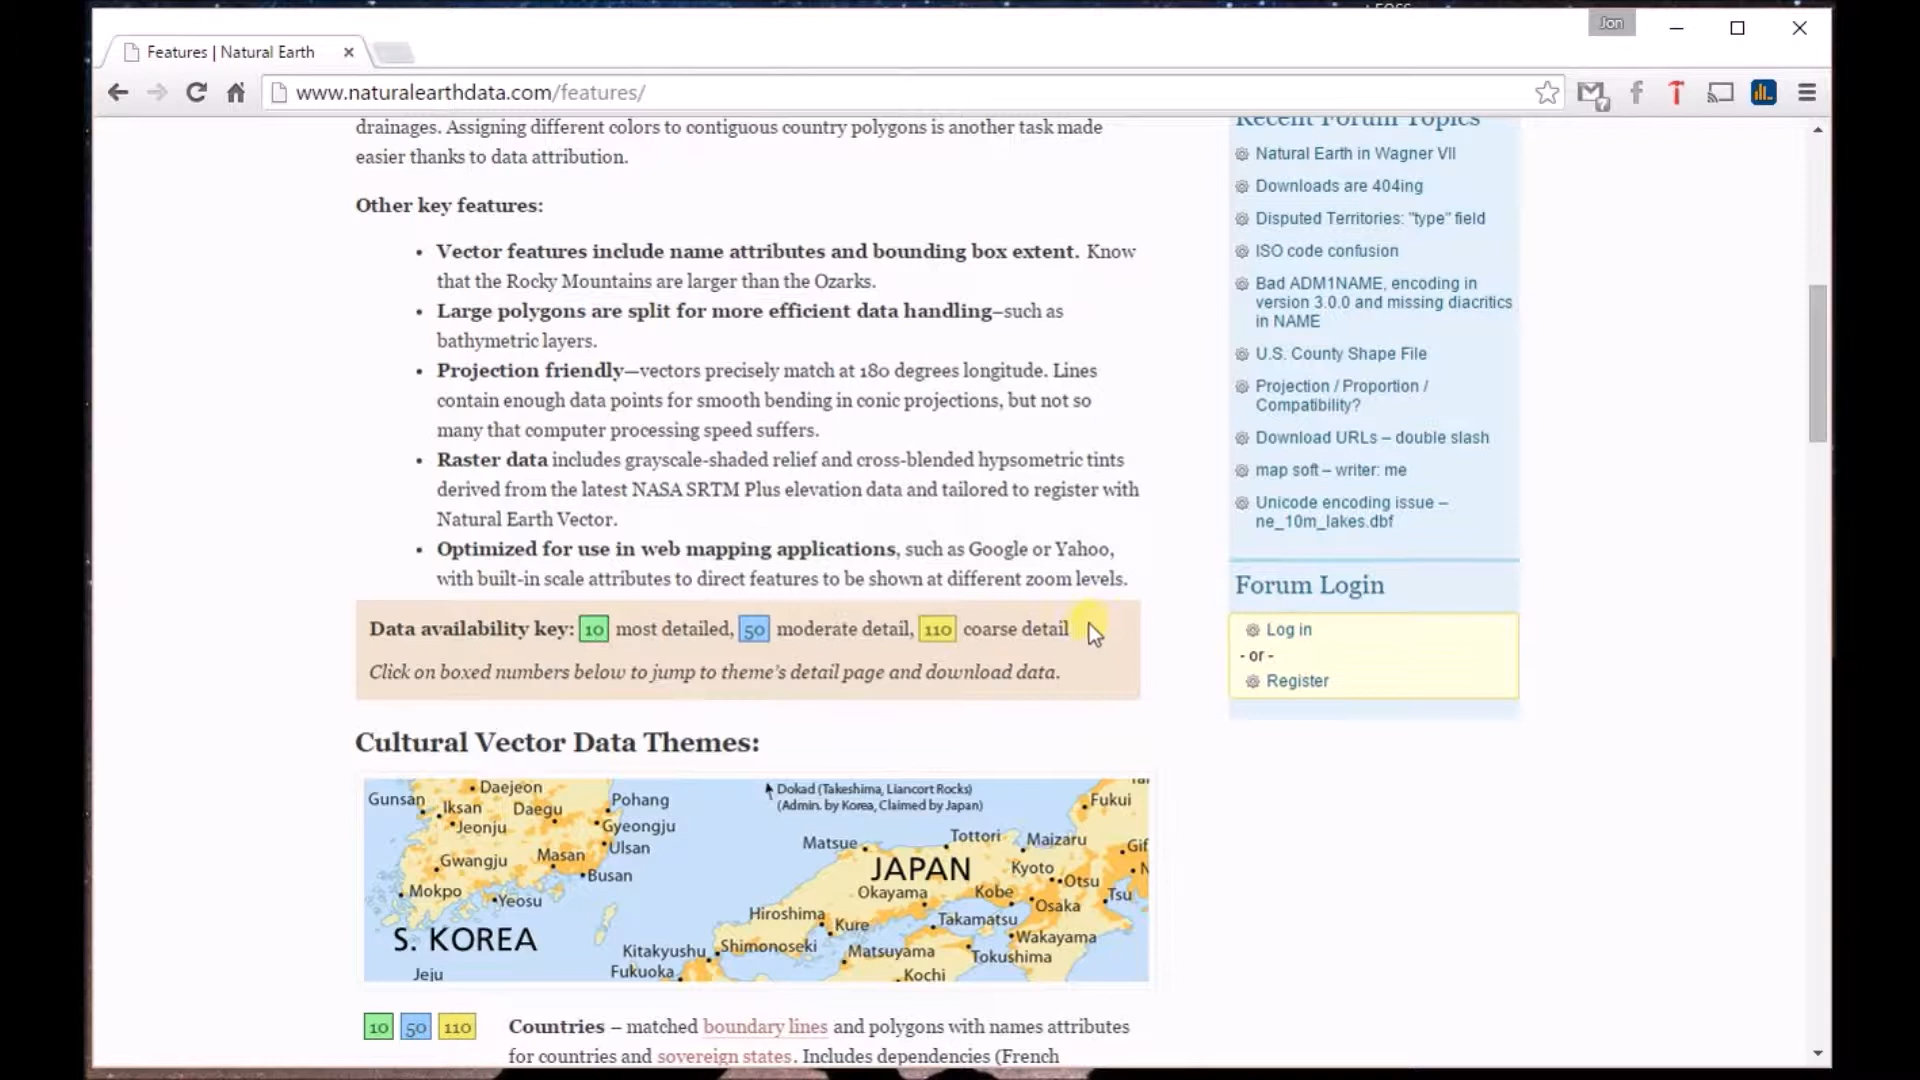 Jon
Features | Natural Earth
www.naturalearthdata.com/features/
drainages. Assigning different colors to contiguous country polygons is another task made
easier thanks to data attribution.
Other key features:
• Vector features include name attributes and bounding box extent. Know
that the Rocky Mountains are larger than the Ozarks.
• Large polygons are split for more efficient data handling–such as
bathymetric layers.
• Projection friendly—vectors precisely match at 180 degrees longitude. Lines
contain enough data points for smooth bending in conic projections, but not so
many that computer processing speed suffers.
• Raster data includes grayscale-shaded relief and cross-blended hypsometric tints
derived from the latest NASA SRTM Plus elevation data and tailored to register with
Natural Earth Vector.
• Optimized for use in web mapping applications, such as Google or Yahoo,
with built-in scale attributes to direct features to be shown at different zoom levels.
Data availability key: 10 most detailed, 50 moderate detail, 110 coarse detail
Click on boxed numbers below to jump to theme's detail page and download data.
Cultural Vector Data Themes:
Daejeon
Gunsan
Iksan
Daegu
Pohang
Jeonju
Gyeongju
Ulsan
Gwangju
Masan
Busan
Mokpo
Yeosu
S. KOREA
Jeju
Dokad (Takeshima, Liancort Rocks)
(Admin. by Korea, Claimed by Japan)
Fukui
Matsue
Tottori
Maizaru
Gif
JAPAN
Kyoto
Otsu
N
Okayama
Kobe
Osaka
Tsu
Hiroshima
Kure
Takamatsu
Wakayama
Kitakyushu
Shimonoseki
Matsuyama
Tokushima
Fukuoka
Kochi
10 50 110 Countries – matched boundary lines and polygons with names attributes
for countries and sovereign states. Includes dependencies (French
Recent Forum Topics
Natural Earth in Wagner VII
Downloads are 404ing
Disputed Territories: "type" field
ISO code confusion
Bad ADM1NAME, encoding in
version 3.0.0 and missing diacritics
in NAME
U.S. County Shape File
Projection / Proportion /
Compatibility?
Download URLs – double slash
map soft – writer: me
Unicode encoding issue –
ne_10m_lakes.dbf
Forum Login
Log in
- or -
Register